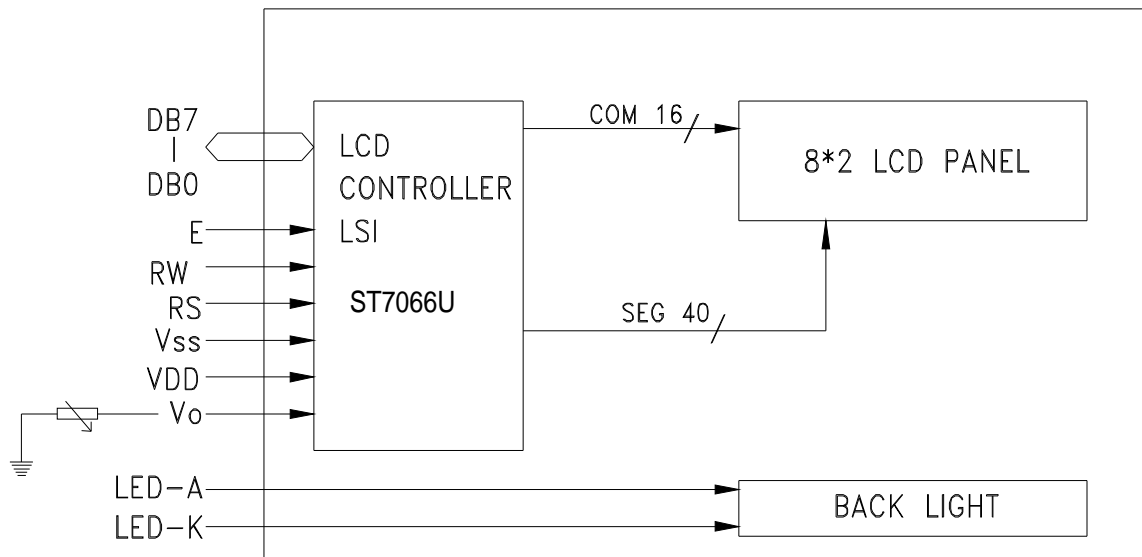 DB7
|
DB0
E
RW
RS
Vss
VDD
Vo
LED-A
LED-K
LCD
CONTROLLER
LSI
ST7066U
COM 16
SEG 40
8*2 LCD PANEL
BACK LIGHT